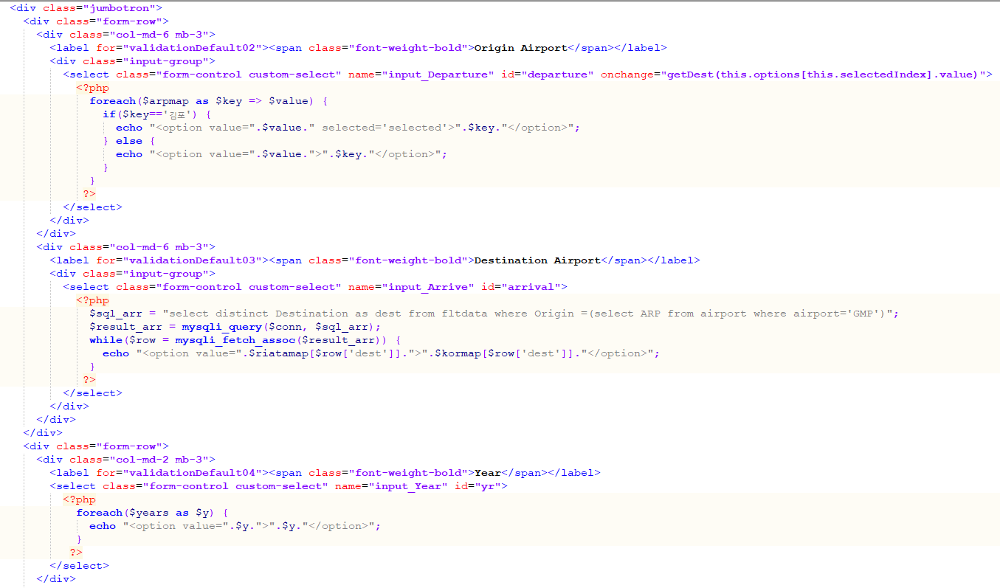 <div class="jumbotron">
<div class="form-row">
<div class="col-md-6 mb-3">
<label for="validationDefault02"><span class="font-weight-bold">Origin Airport</span></label>
<div class="input-group">
<select class="form-control custom-select" name="input_Departure" id="departure" onchange="getDest(this.options[this.selectedIndex].value)">
<?php
foreach($arpmap as $key => $value) {
if($key=='김포') {
echo "<option value=".$value." selected='selected'>".$key."</option>";
} else {
echo "<option value=".$value.">".$key."</option>";
}
}
?>
</select>
</div>
</div>
<div class="col-md-6 mb-3">
<label for="validationDefault03"><span class="font-weight-bold">Destination Airport</span></label>
<div class="input-group">
<select class="form-control custom-select" name="input_Arrive" id="arrival">
<?php
$sql_arr = "select distinct Destination as dest from fltdata where Origin =(select ARP from airport where airport='GMP')";
$result_arr = mysqli_query($conn, $sql_arr);
while($row = mysqli_fetch_assoc($result_arr)) {
echo "<option value=".$riatamap[$row['dest']].">".$kormap[$row['dest']]."</option>";
}
?>
</select>
</div>
</div>
</div>
<div class="form-row">
<div class="col-md-2 mb-3">
<label for="validationDefault04"><span class="font-weight-bold">Year</span></label>
<select class="form-control custom-select" name="input_Year" id="yr">
<?php
foreach($years as $y) {
echo "<option value=".$y.">".$y."</option>";
}
?>
</select>
</div>